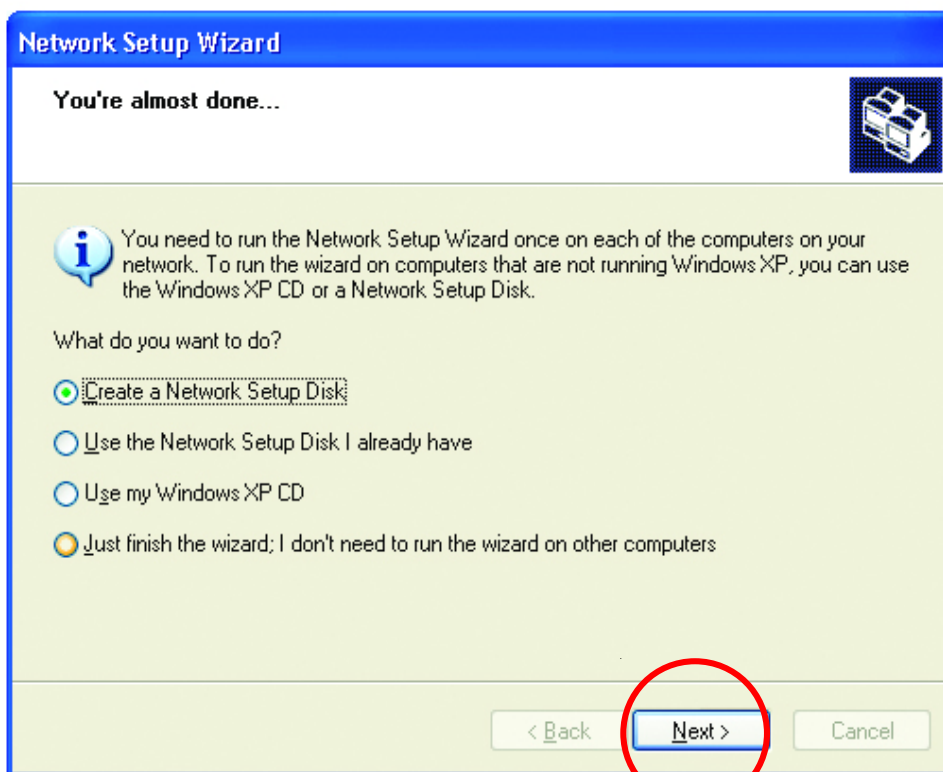 Network Setup Wizard
You're almost done...
You need to run the Network Setup Wizard once on each of the computers on your
network. To run the wizard on computers that are not running Windows XP, you can use
the Windows XP CD or a Network Setup Disk.
What do you want to do?
Create a Network Setup Disk
Use the Network Setup Disk I already have
Use my Windows XP CD
Just finish the wizard; I don't need to run the wizard on other computers
< Back Next > Cancel